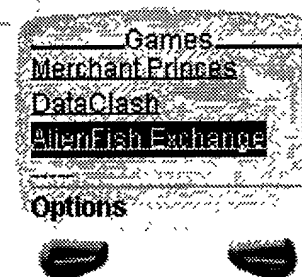 Games
Merchant Princes
DataClash
AlienFish Exchange
Options